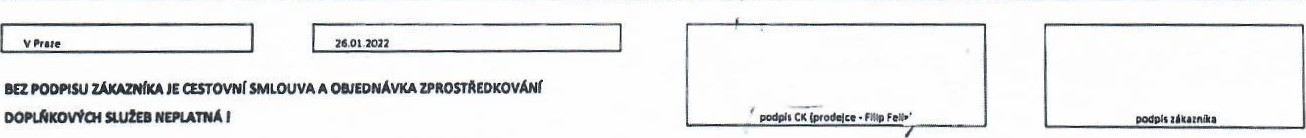 V Praze
26.01.2022
BEZ PODPISU ZÁKAZNÍKA JE CESTOVNÍ SMLOUVA A OBJEDNÁVKA ZPROSTŘEDKOVÁNÍ
DOPLŇKOVÝCH SLUŽEB NEPLATNÁ !
podpis CK (prodejce - Filip
podpis zákazníka